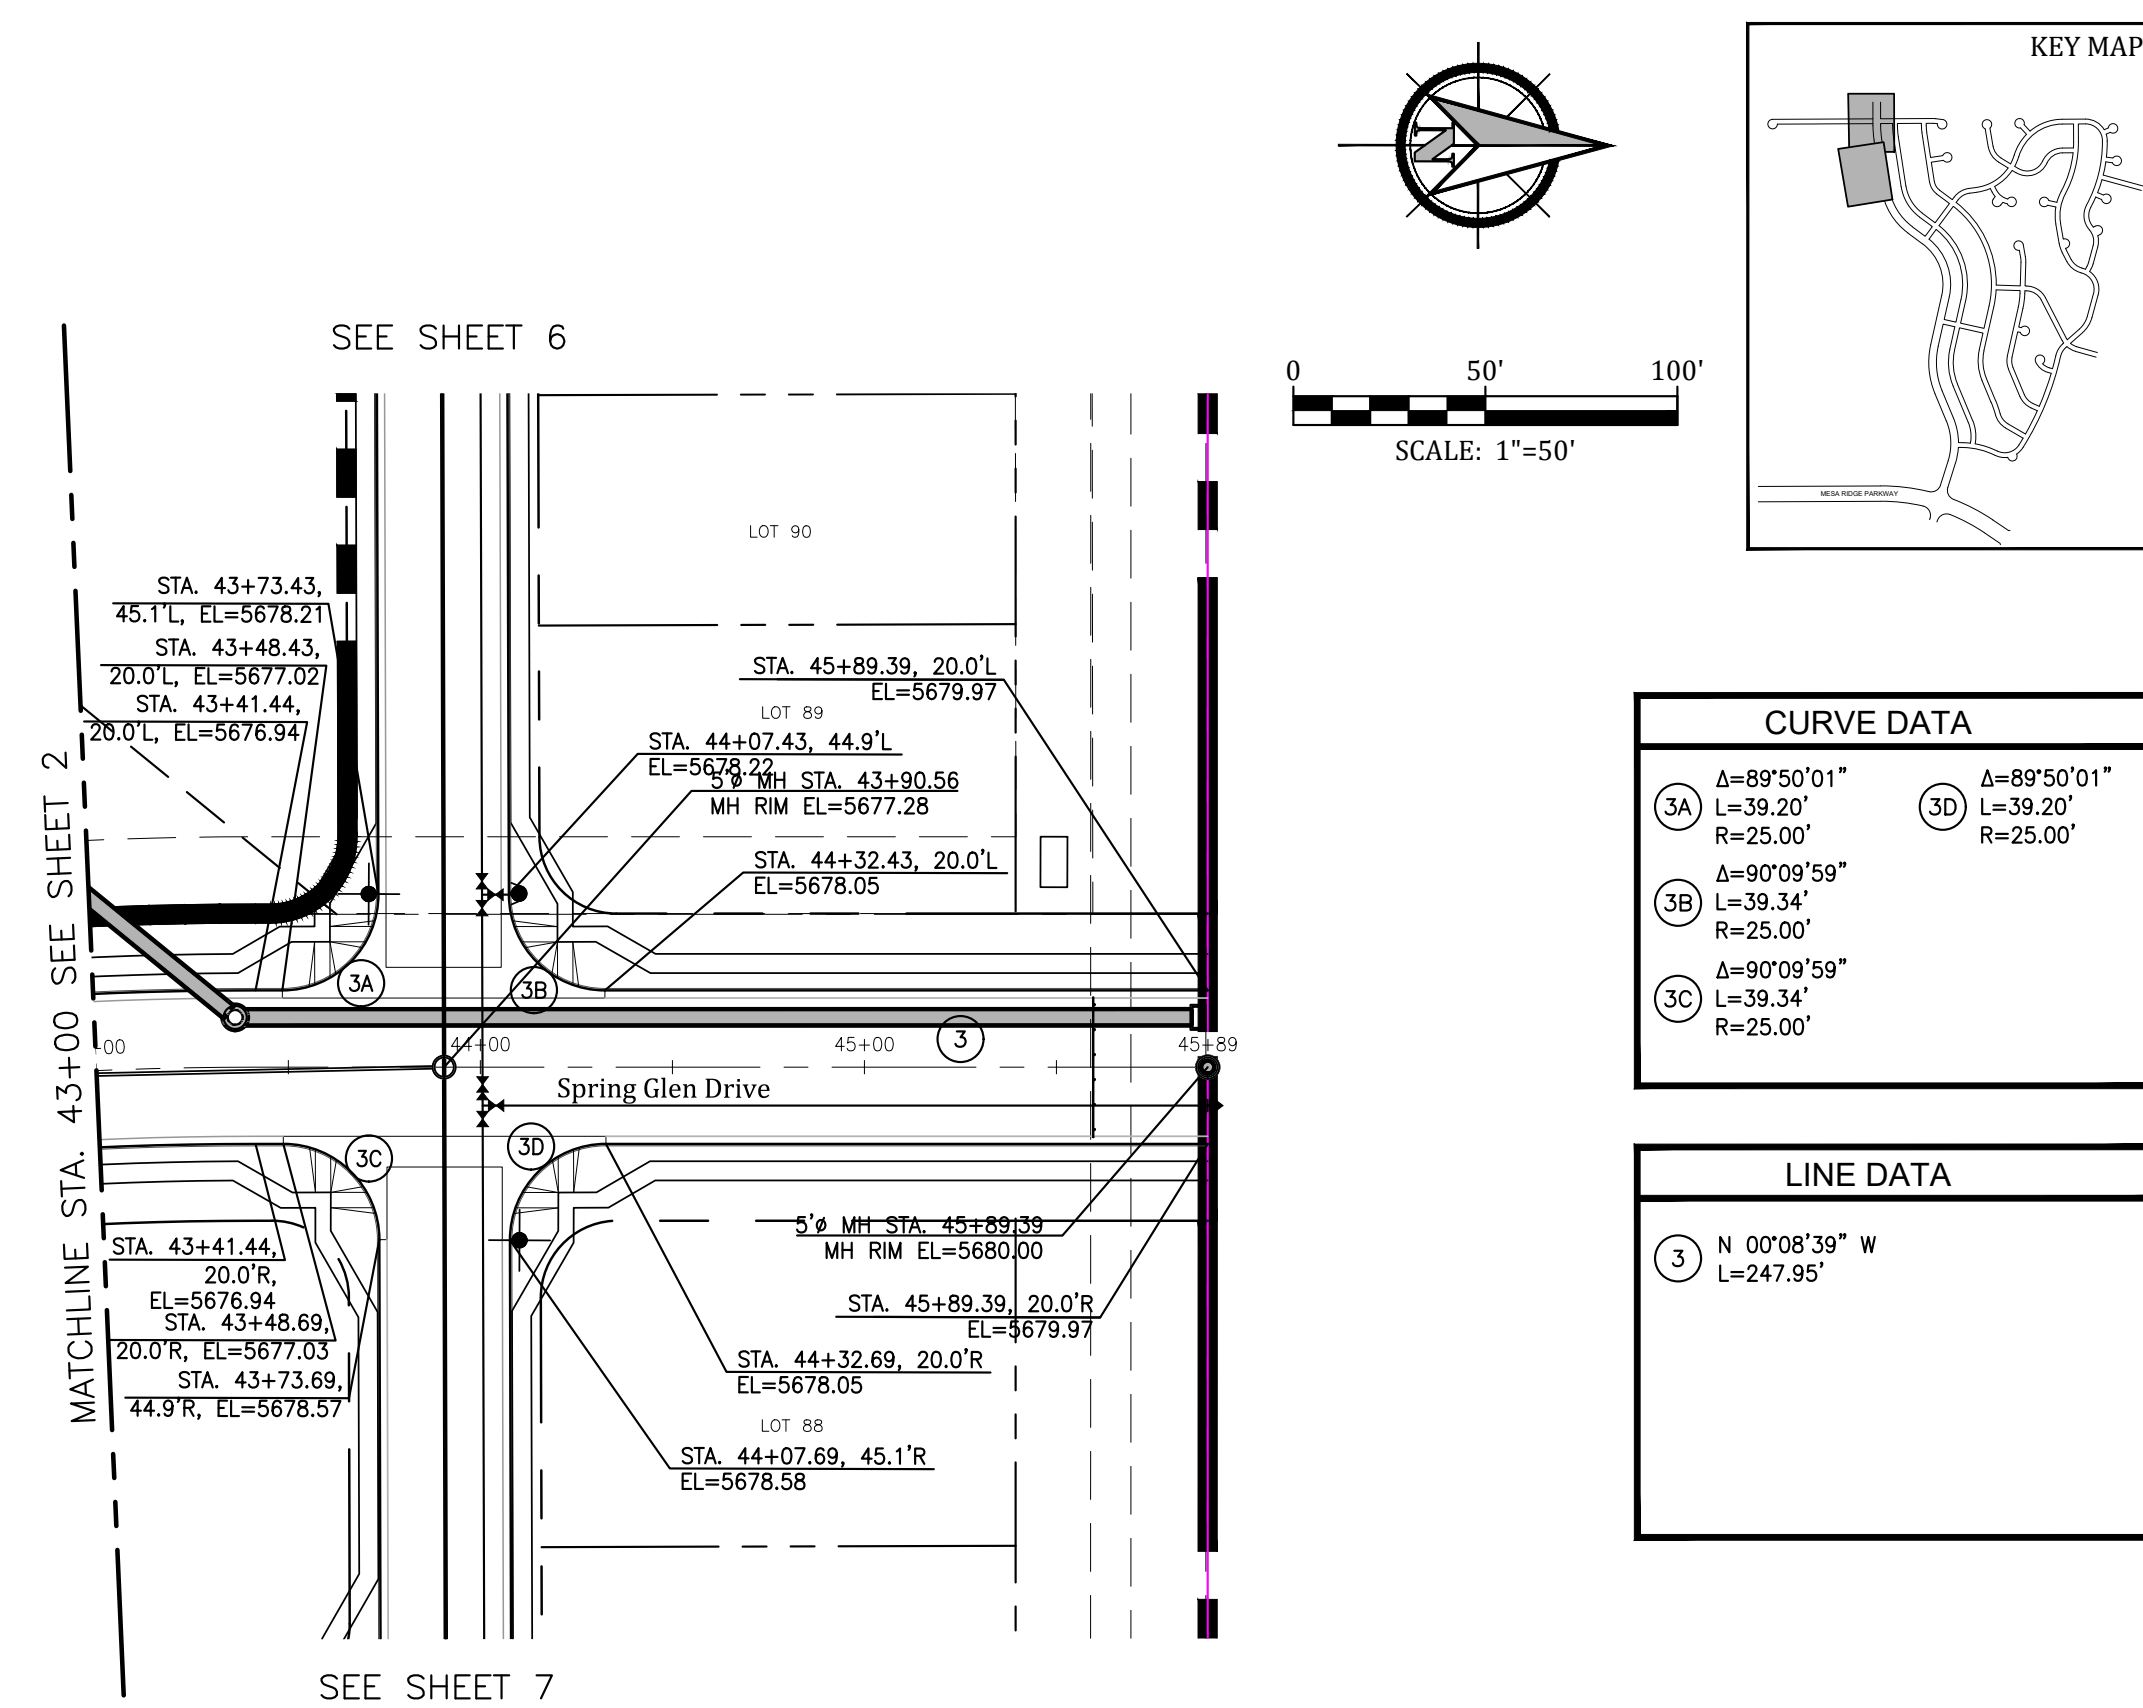 KEY MAP
N
MESA RIDGE PARKWAY
0 50' 100'
SCALE: 1"=50'
SEE SHEET 6
LOT 90
STA. 43+73.43,
45.1'L, EL=5678.21
STA. 43+48.43,
20.0'L, EL=5677.02
STA. 43+41.44,
20.0'L, EL=5676.94
STA. 45+89.39, 20.0'L
EL=5679.97
LOT 89
STA. 44+07.43, 44.9'L
EL=5678.22
5'ø MH STA. 43+90.56
MH RIM EL=5677.28
STA. 44+32.43, 20.0'L
EL=5678.05
MATCHLINE STA. 43+00 SEE SHEET 2
3A
3B
3
+00
44+00
45+00
45+89
Spring Glen Drive
3C
3D
5'ø MH STA. 45+89.39
MH RIM EL=5680.00
STA. 43+41.44,
20.0'R,
EL=5676.94
STA. 43+48.69,
20.0'R, EL=5677.03
STA. 43+73.69,
44.9'R, EL=5678.57
STA. 45+89.39, 20.0'R
EL=5679.97
STA. 44+32.69, 20.0'R
EL=5678.05
LOT 88
STA. 44+07.69, 45.1'R
EL=5678.58
SEE SHEET 7
CURVE DATA
3A
Δ=89°50'01"
L=39.20'
R=25.00'
3B
Δ=90°09'59"
L=39.34'
R=25.00'
3C
Δ=90°09'59"
L=39.34'
R=25.00'
3D
Δ=89°50'01"
L=39.20'
R=25.00'
LINE DATA
3
N 00°08'39" W
L=247.95'